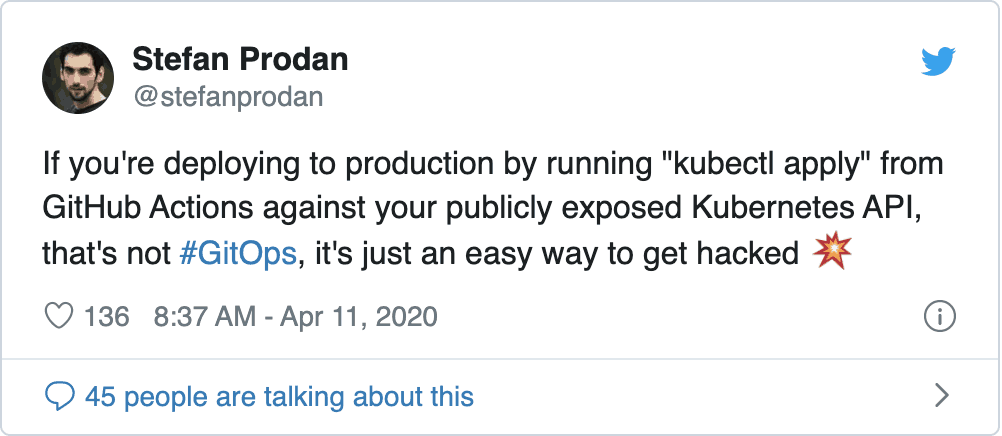 Stefan Prodan
@stefanprodan
If you're deploying to production by running "kubectl apply" from
GitHub Actions against your publicly exposed Kubernetes API,
that's not #GitOps, it's just an easy way to get hacked 💥
136 8:37 AM - Apr 11, 2020
45 people are talking about this